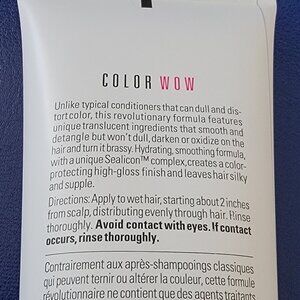 COLOR WOW
Unlike typical conditioners that can dull and dis-
tort color, this revolutionary formula features
unique translucent ingredients that smooth and
detangle but won't dull, darken or oxidize on the
hair and turn it brassy. Hydrating, smoothing formula,
with a unique Sealicon™ complex, creates a color-
protecting high-gloss finish and leaves hair silky
and supple.
Directions: Apply to wet hair, starting about 2 inches
from scalp, distributing evenly through hair. Rinse
thoroughly. Avoid contact with eyes. If contact
occurs, rinse thoroughly.
Contrairement aux après-shampooings classiques
qui peuvent ternir ou altérer la couleur, cette formule
révolutionnaire ne contient que des agents traitants